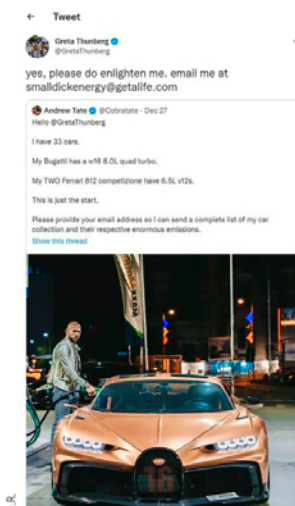 Tweet
Greta Thunberg
@GretaThunberg
yes, please do enlighten me. email me at
smalldickenergy@getalife.com
Andrew Tate @Cobratate · Dec 27
Hello @GretaThunberg
I have 33 cars.
My Bugatti has a w16 8.0L quad turbo.
My TWO Ferrari 812 competizione have 6.5L v12s.
This is just the start.
Please provide your email address so I can send a complete list of my car
collection and their respective enormous emissions.
Show this thread
16